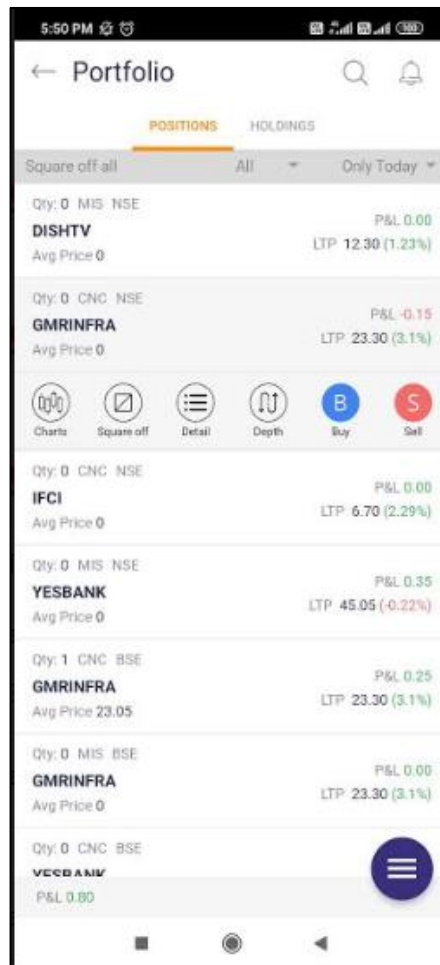 5:50 PM
Portfolio
POSITIONS HOLDINGS
Square off all All Only Today
Qty: 0 MIS NSE
P&L 0.00
DISHTV
LTP 12.30 (1.23%)
Avg Price 0
Qty: 0 CNC NSE
P&L -0.15
GMRINFRA
LTP 23.30 (3.1%)
Avg Price 0
B S
Charts Square off Detail Depth Buy Sell
Qty: 0 CNC NSE
P&L 0.00
IFCI
LTP 6.70 (2.29%)
Avg Price 0
Qty: 0 MIS NSE
P&L 0.35
YESBANK
LTP 45.05 (-0.22%)
Avg Price 0
Qty: 1 CNC BSE
P&L 0.25
GMRINFRA
LTP 23.30 (3.1%)
Avg Price 23.05
Qty: 0 MIS BSE
P&L 0.00
GMRINFRA
LTP 23.30 (3.1%)
Avg Price 0
Qty: 0 CNC BSE
YESBANK
P&L 0.80